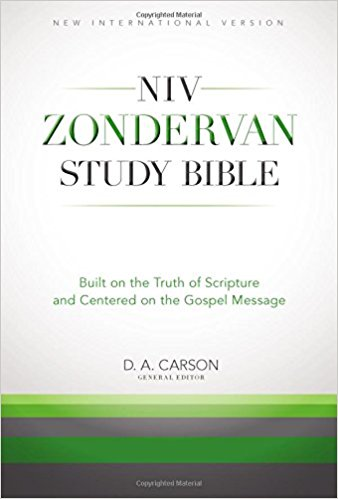 Copyrighted Material
NEW INTERNATIONAL VERSION
NIV
ZONDERVAN
STUDY BIBLE
Built on the Truth of Scripture
and Centered on the Gospel Message
D. A. CARSON
GENERAL EDITOR
Copyrighted Material